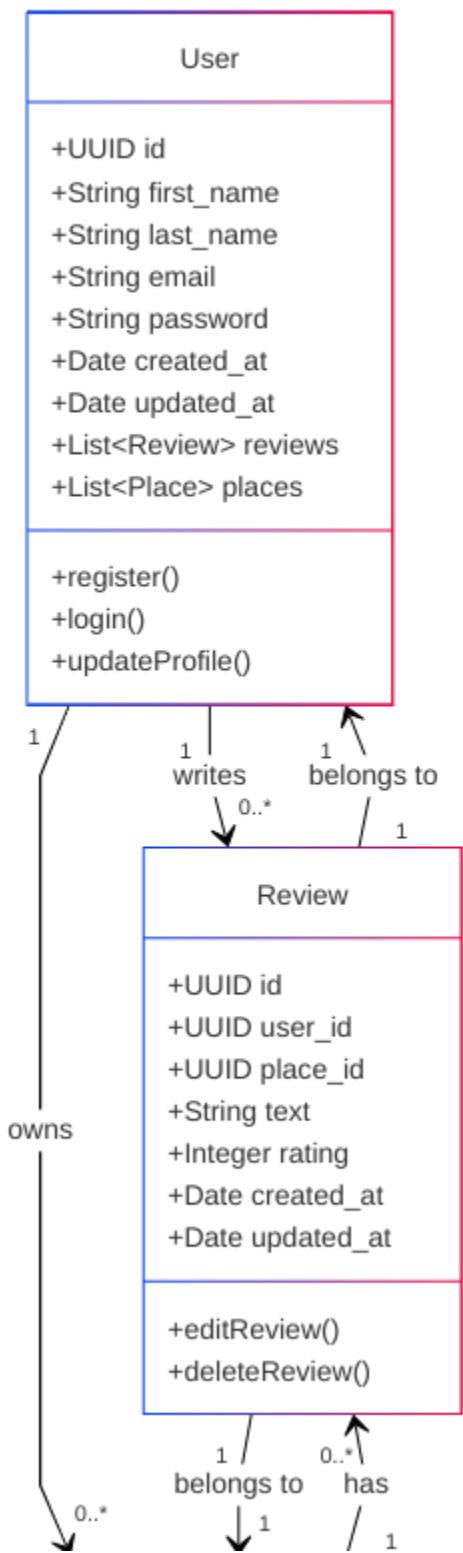 User
+UUID id
+String first_name
+String last_name
+String email
+String password
+Date created_at
+Date updated_at
+List<Review> reviews
+List<Place> places
+register()
+login()
+updateProfile()
1
1
1
writes
belongs to
0..*
1
Review
+UUID id
+UUID user_id
+UUID place_id
+String text
+Integer rating
+Date created_at
+Date updated_at
owns
+editReview()
+deleteReview()
1
0..*
belongs to
has
0..*
1
1